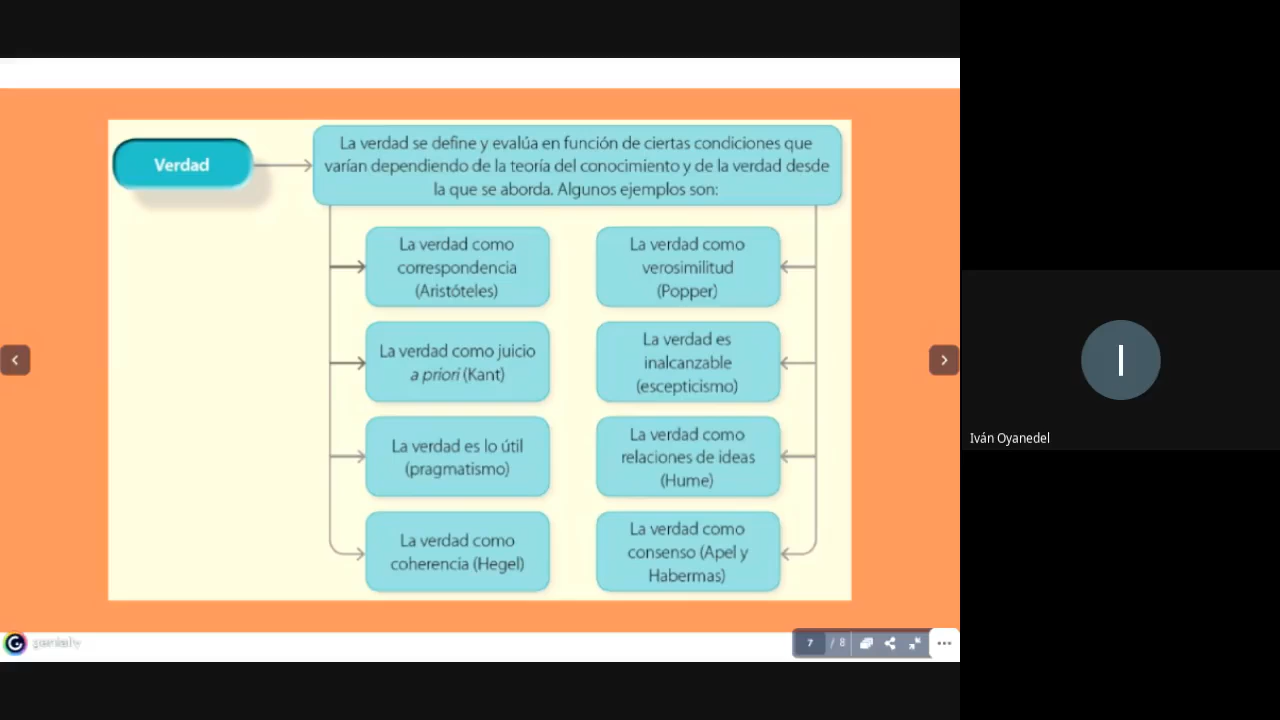 Verdad
La verdad se define y evalúa en función de ciertas condiciones que
varían dependiendo de la teoría del conocimiento y de la verdad desde
la que se aborda. Algunos ejemplos son:
La verdad como
correspondencia
(Aristóteles)
La verdad como juicio
a priori (Kant)
La verdad es lo útil
(pragmatismo)
La verdad como
coherencia (Hegel)
La verdad como
verosimilitud
(Popper)
La verdad es
inalcanzable
(escepticismo)
La verdad como
relaciones de ideas
(Hume)
La verdad como
consenso (Apel y
Habermas)
genially
7 / 8
I
Iván Oyanedel